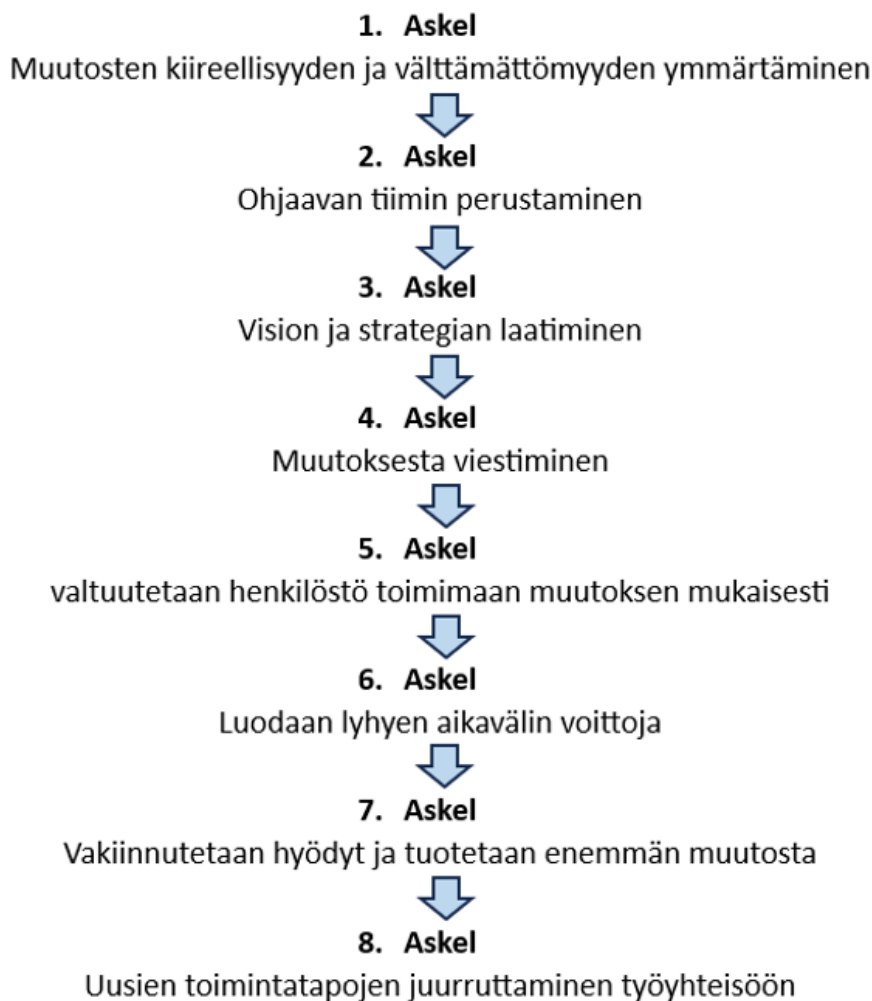 1. Askel
Muutosten kiireellisyyden ja välttämättömyyden ymmärtäminen
2. Askel
Ohjaavan tiimin perustaminen
3. Askel
Vision ja strategian laatiminen
4. Askel
Muutoksesta viestiminen
5. Askel
valtuutetaan henkilöstö toimimaan muutoksen mukaisesti
6. Askel
Luodaan lyhyen aikavälin voittoja
7. Askel
Vakiinnutetaan hyödyt ja tuotetaan enemmän muutosta
8. Askel
Uusien toimintatapojen juurruttaminen työyhteisöön